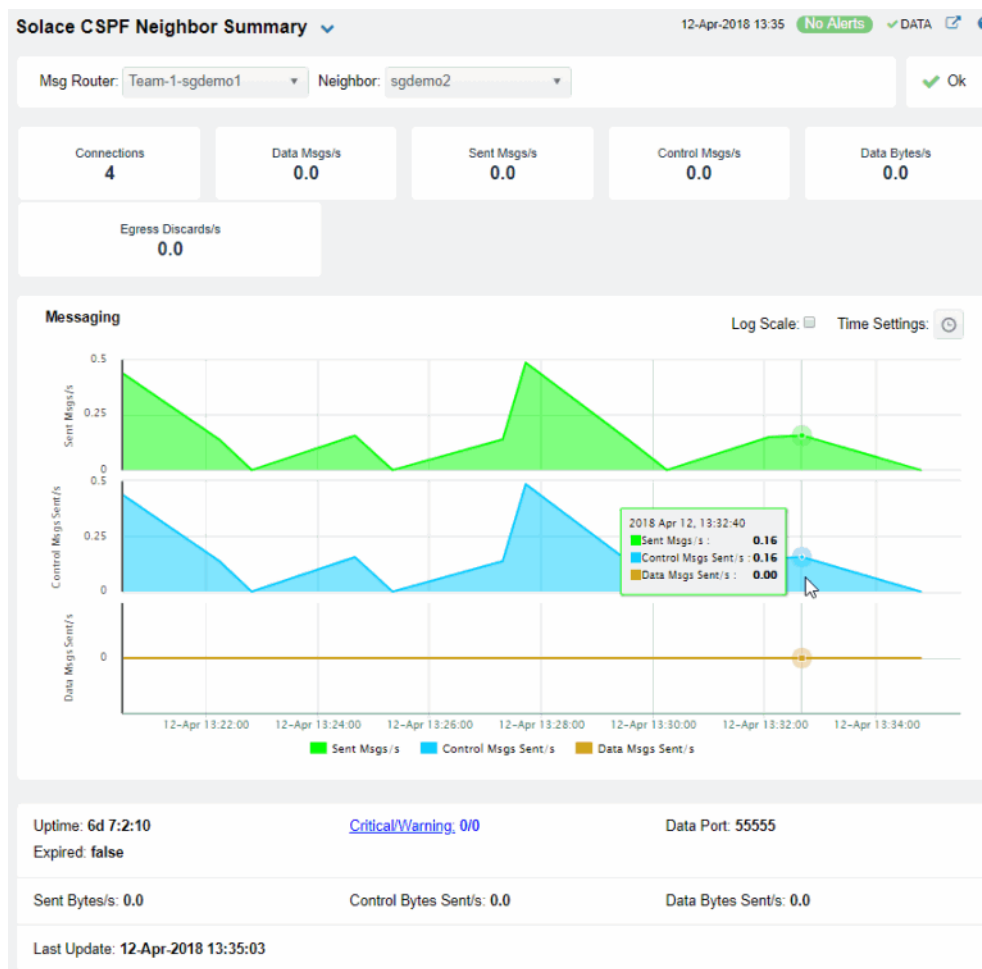 Solace CSPF Neighbor Summary
12-Apr-2018 13:35 No Alerts DATA
Msg Router: Team-1-sgdemo1 Neighbor: sgdemo2 Ok
Connections Data Msgs/s Sent Msgs/s Control Msgs/s Data Bytes/s
4 0.0 0.0 0.0 0.0
Egress Discards/s
0.0
Messaging
Log Scale: Time Settings:
Sent Msgs/s
0.5
0.25
0
Control Msgs Sent/s
0.5
0.25
0
2018 Apr 12, 13:32:40
Sent Msgs/s : 0.16
Control Msgs Sent/s : 0.16
Data Msgs Sent/s : 0.00
Data Msgs Sent/s
0
12-Apr 13:22:00 12-Apr 13:24:00 12-Apr 13:26:00 12-Apr 13:28:00 12-Apr 13:30:00 12-Apr 13:32:00 12-Apr 13:34:00
Sent Msgs/s Control Msgs Sent/s Data Msgs Sent/s
Uptime: 6d 7:2:10 Critical/Warning: 0/0 Data Port: 55555
Expired: false
Sent Bytes/s: 0.0 Control Bytes Sent/s: 0.0 Data Bytes Sent/s: 0.0
Last Update: 12-Apr-2018 13:35:03